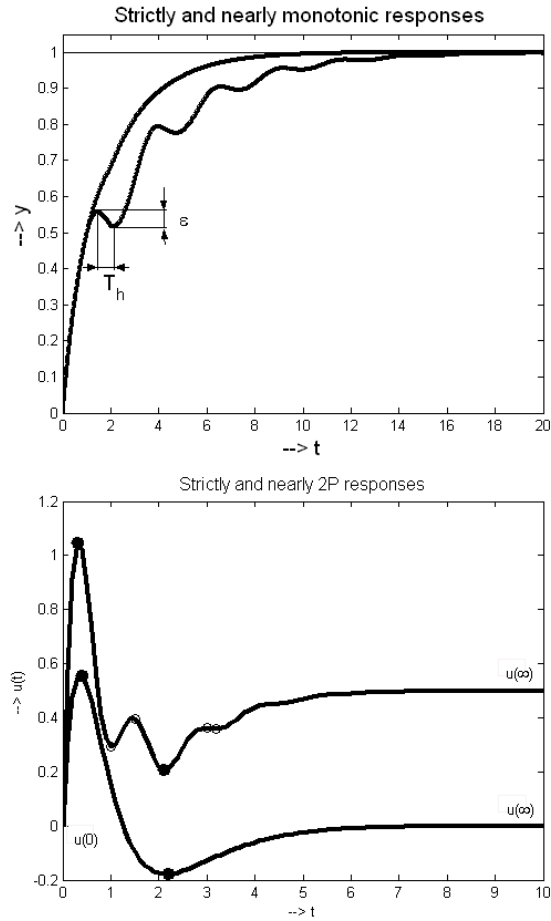 Strictly and nearly monotonic responses
1
0.9
0.8
0.7
0.6
0.5
0.4
0.3
0.2
0.1
0
--> y
ε
T h
0 2 4 6 8 10 12 14 16 18 20
--> t
Strictly and nearly 2P responses
1.2
1
0.8
0.6
0.4
0.2
0
-0.2
--> u(t)
u(∞)
u(∞)
u(0)
0 1 2 3 4 5 6 7 8 9 10
--> t